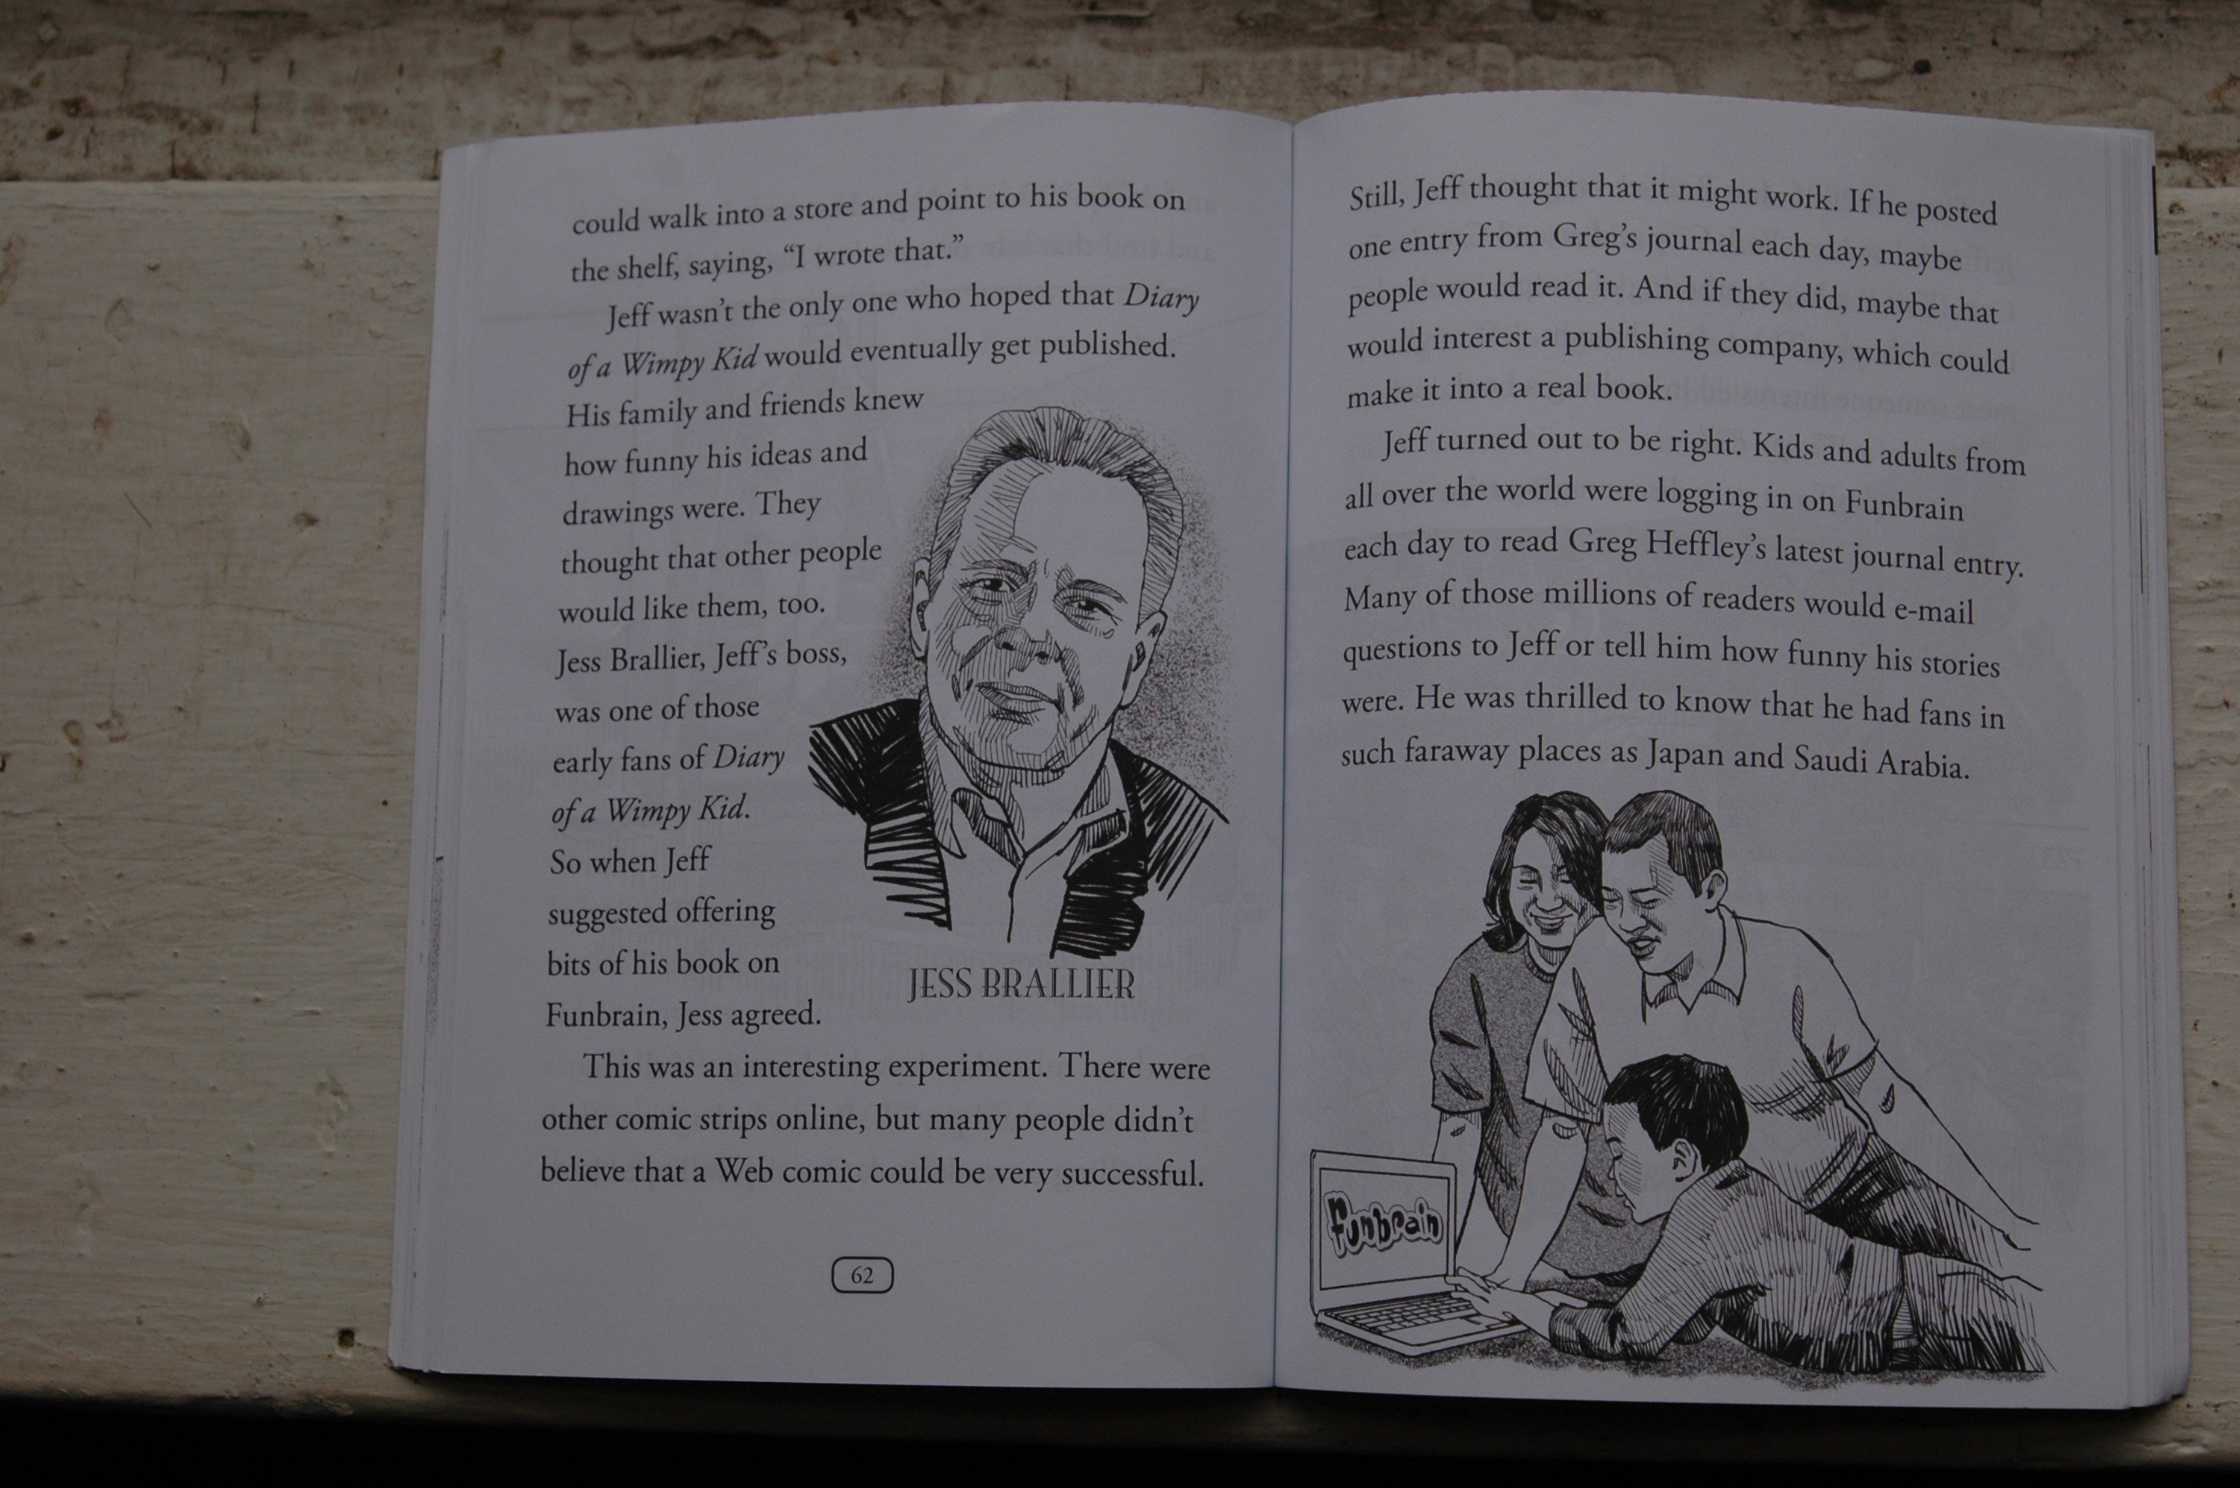 could walk into a store and point to his book on
the shelf, saying, “I wrote that.”
Jeff wasn’t the only one who hoped that Diary
of a Wimpy Kid would eventually get published.
His family and friends knew
how funny his ideas and
drawings were. They
thought that other people
would like them, too.
Jess Brallier, Jeff’s boss,
was one of those
early fans of Diary
of a Wimpy Kid.
So when Jeff
suggested offering
bits of his book on
Funbrain, Jess agreed.
JESS BRALLIER
This was an interesting experiment. There were
other comic strips online, but many people didn’t
believe that a Web comic could be very successful.
62
Still, Jeff thought that it might work. If he posted
one entry from Greg’s journal each day, maybe
people would read it. And if they did, maybe that
would interest a publishing company, which could
make it into a real book.
Jeff turned out to be right. Kids and adults from
all over the world were logging in on Funbrain
each day to read Greg Heffley’s latest journal entry.
Many of those millions of readers would e-mail
questions to Jeff or tell him how funny his stories
were. He was thrilled to know that he had fans in
such faraway places as Japan and Saudi Arabia.
funbrain